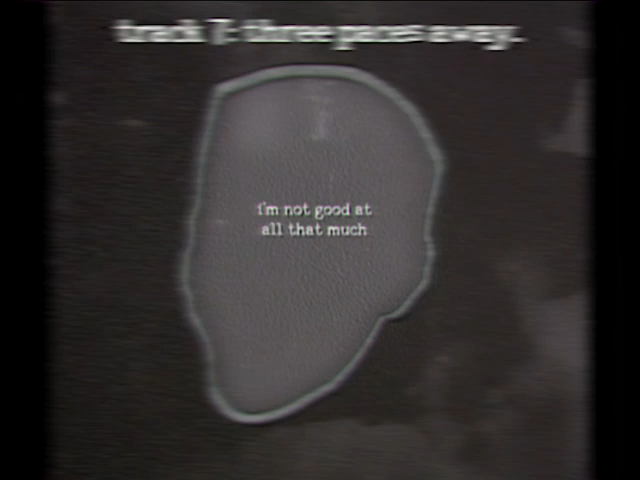 track 7: three paces away.
i'm not good at
all that much